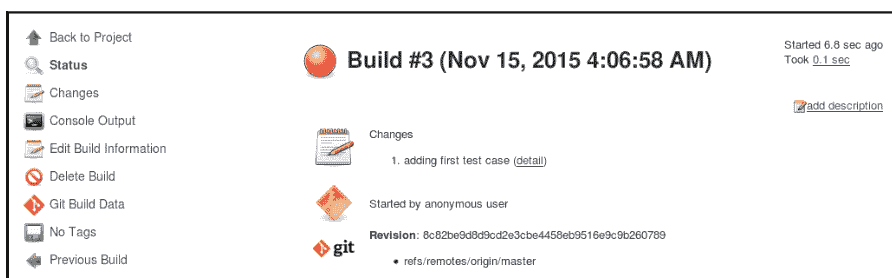 Back to Project
Status
Changes
Console Output
Edit Build Information
Delete Build
Git Build Data
No Tags
Previous Build
Build #3 (Nov 15, 2015 4:06:58 AM)
Started 6.8 sec ago
Took 0.1 sec
add description
Changes
1. adding first test case (detail)
Started by anonymous user
git
Revision: 8c82be9d8d9cd2e3cbe4458eb9516e9c9b260789
• refs/remotes/origin/master